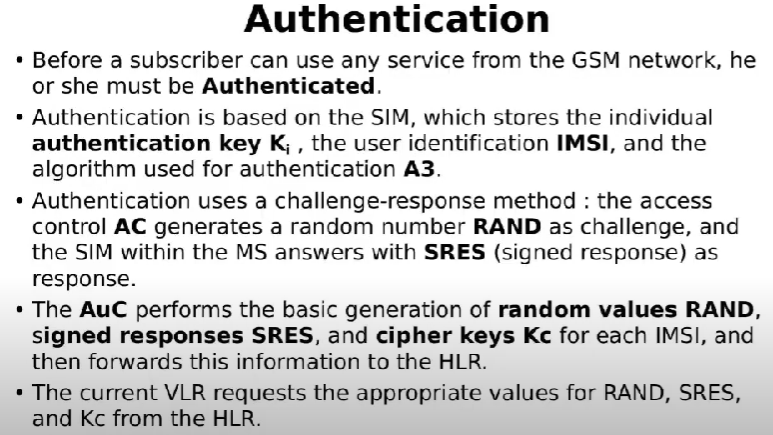 Authentication
• Before a subscriber can use any service from the GSM network, he
or she must be Authenticated.
• Authentication is based on the SIM, which stores the individual
authentication key Ki , the user identification IMSI, and the
algorithm used for authentication A3.
• Authentication uses a challenge-response method : the access
control AC generates a random number RAND as challenge, and
the SIM within the MS answers with SRES (signed response) as
response.
• The AuC performs the basic generation of random values RAND,
signed responses SRES, and cipher keys Kc for each IMSI, and
then forwards this information to the HLR.
• The current VLR requests the appropriate values for RAND, SRES,
and Kc from the HLR.